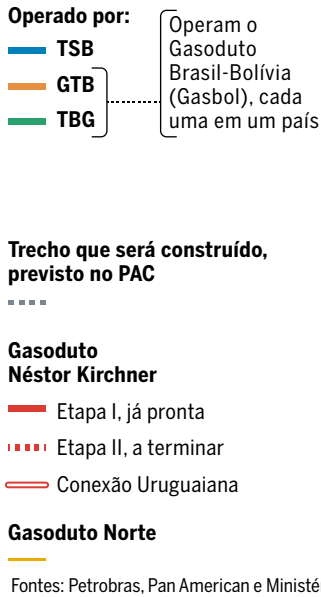 Operado por:
TSB
GTB
TBG
Operam o
Gasoduto
Brasil-Bolívia
(Gasbol), cada
uma em um país
Trecho que será construído,
previsto no PAC
Gasoduto
Néstor Kirchner
Etapa I, já pronta
Etapa II, a terminar
Conexão Uruguaiana
Gasoduto Norte
Fontes: Petrobras, Pan American e Ministé